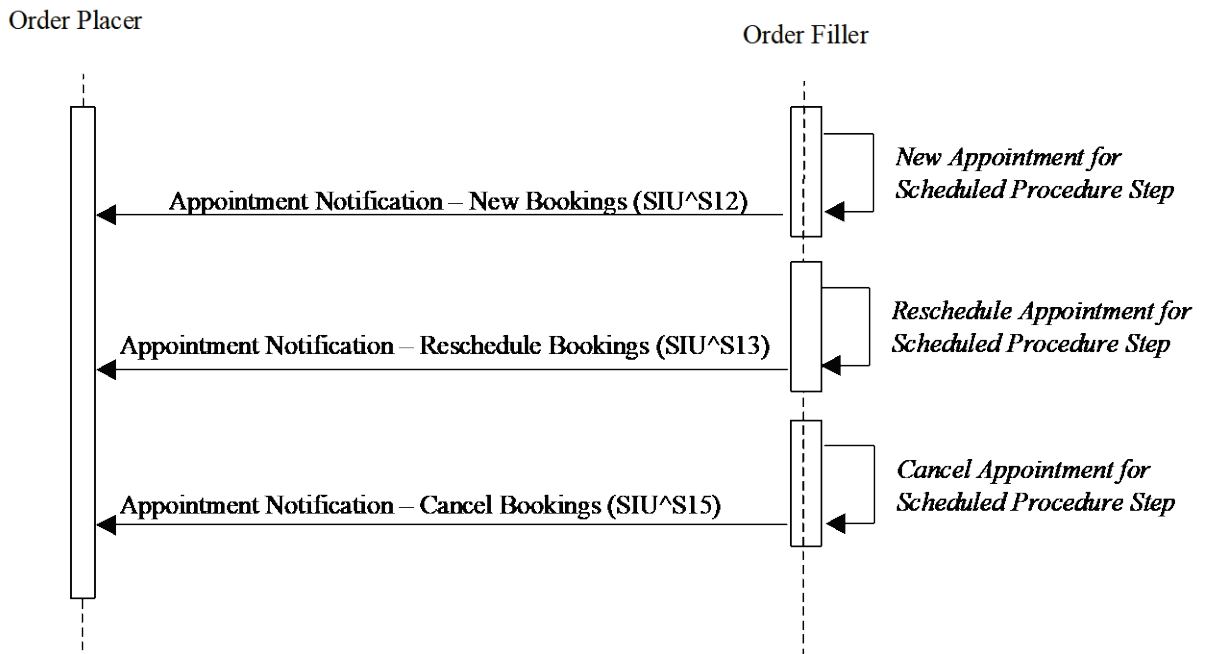 Order Placer
Order Filler
New Appointment for
Scheduled Procedure Step
Appointment Notification – New Bookings (SIU^S12)
Reschedule Appointment for
Scheduled Procedure Step
Appointment Notification – Reschedule Bookings (SIU^S13)
Cancel Appointment for
Scheduled Procedure Step
Appointment Notification – Cancel Bookings (SIU^S15)